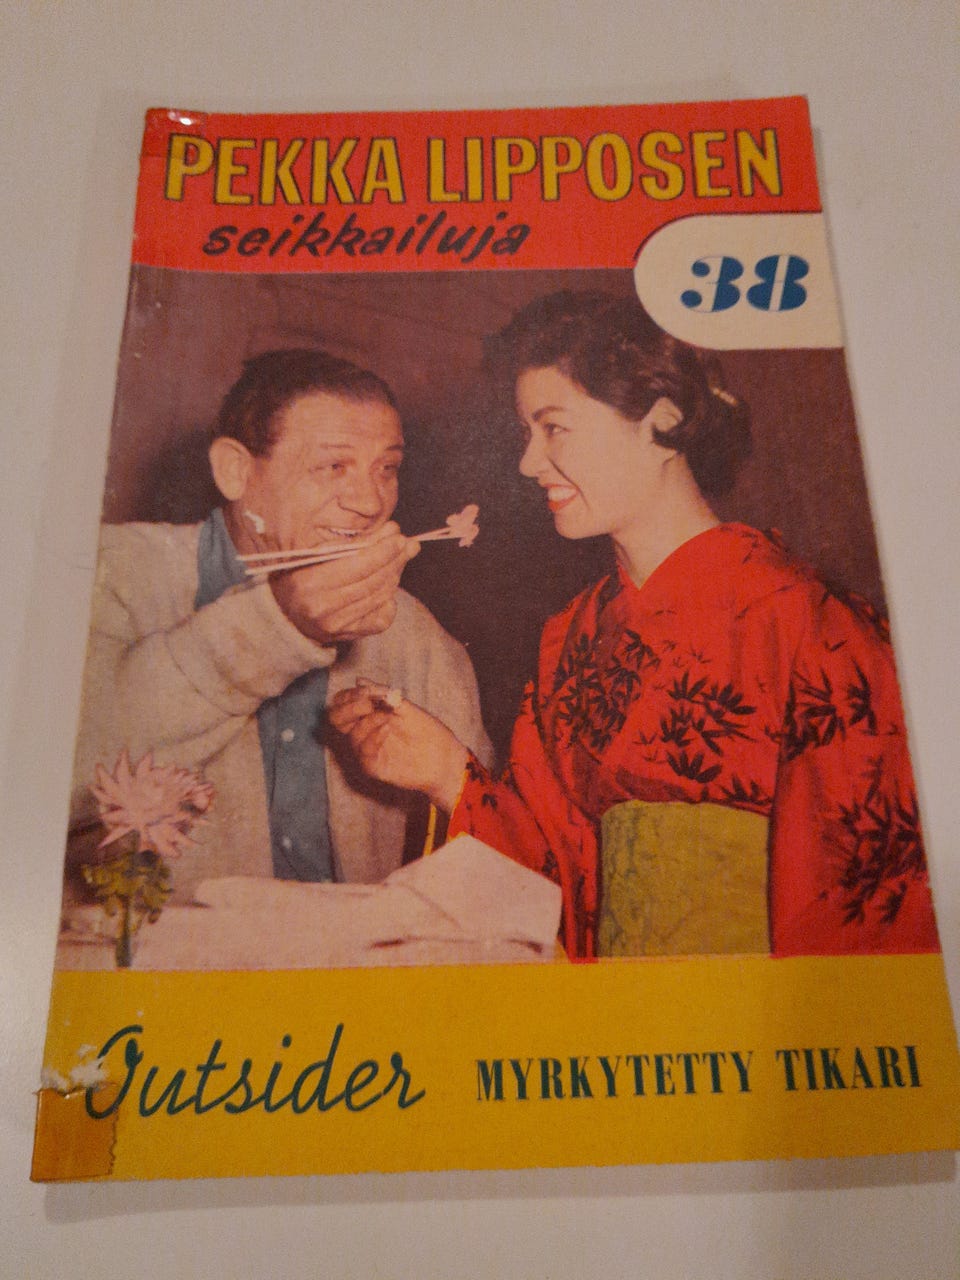 PEKKA LIPPOSEN
seikkailuja
38
Outsider MYRKYTETTY TIKARI